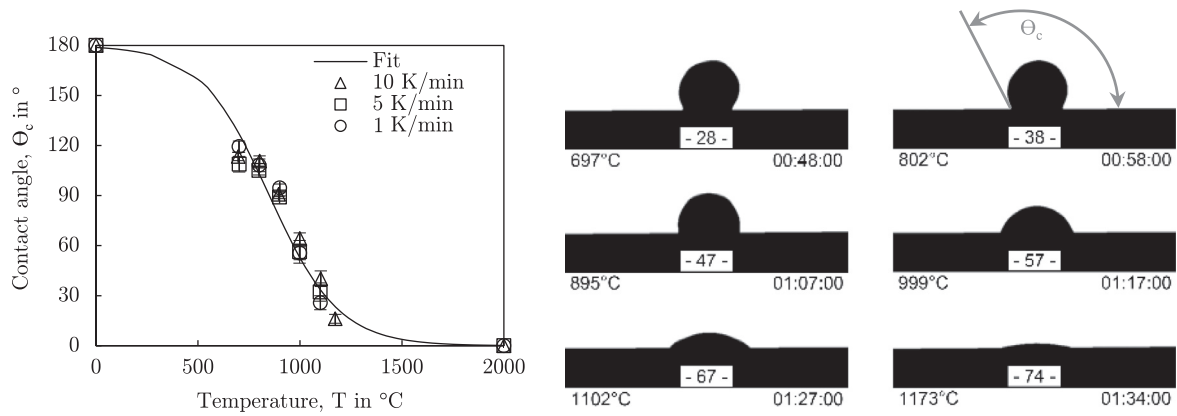 Contact angle, Θc in °
180
150
120
90
60
30
0
Fit
10 K/min
5 K/min
1 K/min
0
500
1000
1500
2000
Temperature, T in °C
- 28 -
697°C 00:48:00
Θc
- 38 -
802°C 00:58:00
- 47 -
895°C 01:07:00
- 57 -
999°C 01:17:00
- 67 -
1102°C 01:27:00
- 74 -
1173°C 01:34:00